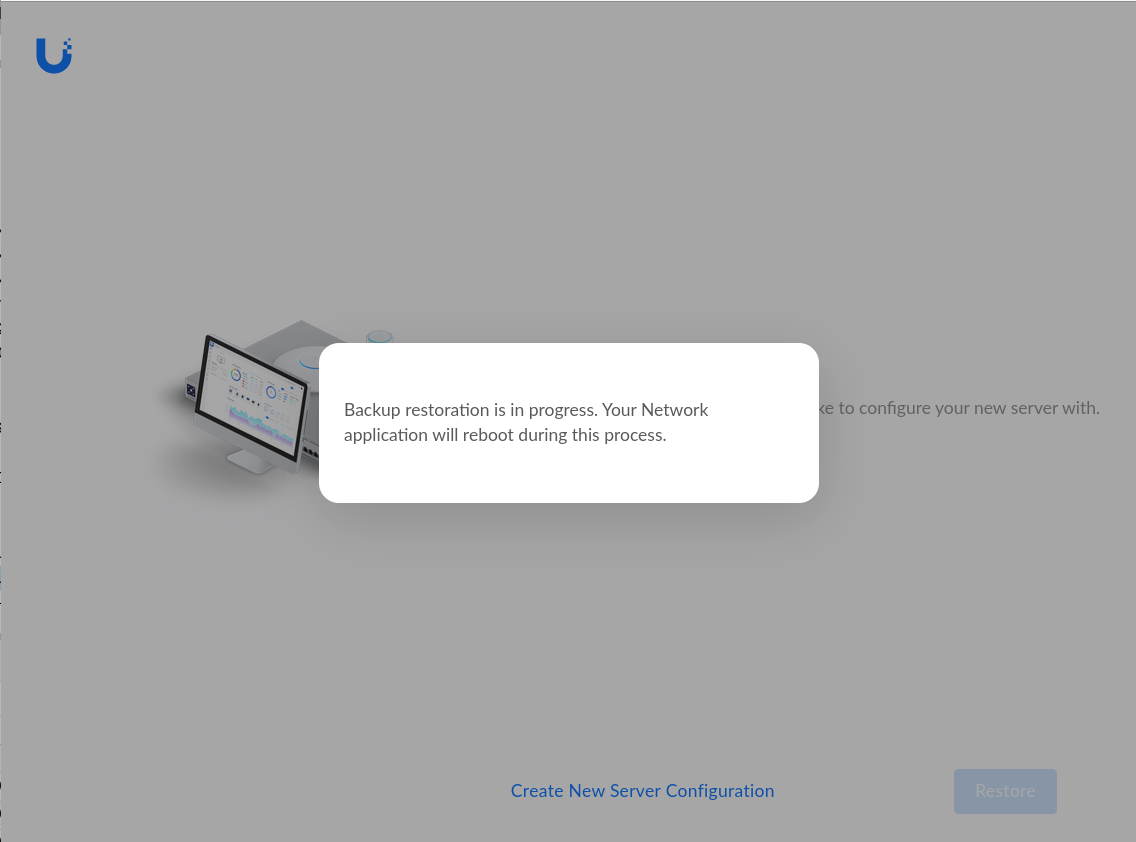 Backup restoration is in progress. Your Network
application will reboot during this process.
to configure your new server with.
Create New Server Configuration
Restore